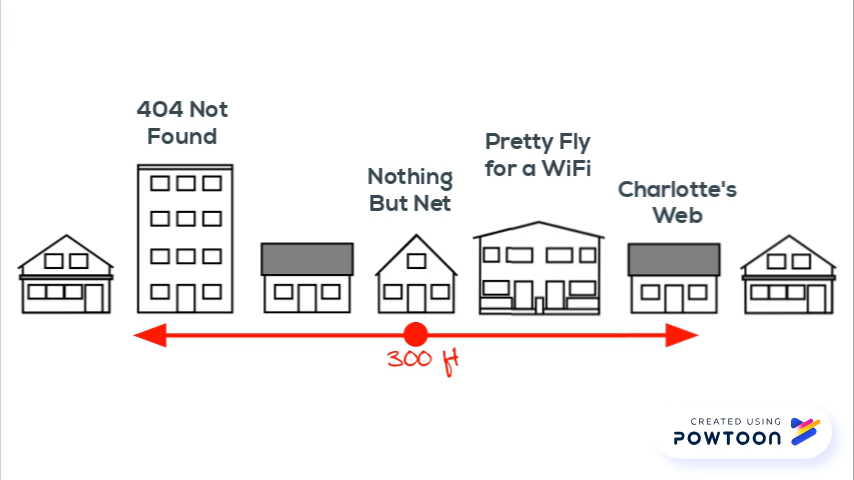 404 Not
Found
Pretty Fly
for a WiFi
Nothing
But Net
Charlotte's
Web
300 ft
CREATED USING
POWTOON